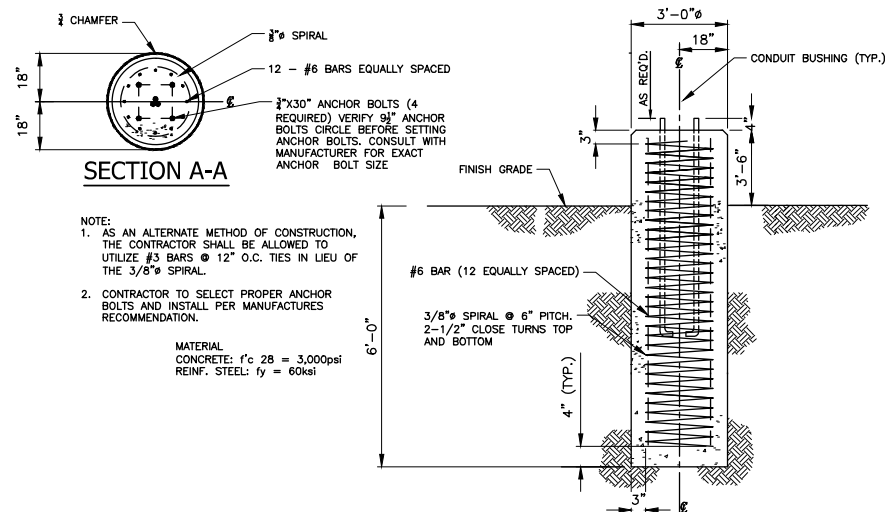 3/4 CHAMFER
18"
18"
3/8"ø SPIRAL
12 - #6 BARS EQUALLY SPACED
℄
3/4"X30" ANCHOR BOLTS (4
REQUIRED) VERIFY 9½" ANCHOR
BOLTS CIRCLE BEFORE SETTING
ANCHOR BOLTS. CONSULT WITH
MANUFACTURER FOR EXACT
ANCHOR BOLT SIZE
SECTION A-A
NOTE:
1. AS AN ALTERNATE METHOD OF CONSTRUCTION,
THE CONTRACTOR SHALL BE ALLOWED TO
UTILIZE #3 BARS @ 12" O.C. TIES IN LIEU OF
THE 3/8"ø SPIRAL.
2. CONTRACTOR TO SELECT PROPER ANCHOR
BOLTS AND INSTALL PER MANUFACTURES
RECOMMENDATION.
MATERIAL
CONCRETE: f'c 28 = 3,000psi
REINF. STEEL: fy = 60ksi
3'-0"ø
18"
AS REQ'D.
℄
CONDUIT BUSHING (TYP.)
4"
3"
3'-6"
FINISH GRADE
#6 BAR (12 EQUALLY SPACED)
3/8"ø SPIRAL @ 6" PITCH.
2-1/2" CLOSE TURNS TOP
AND BOTTOM
6'-0"
4" (TYP.)
3"
℄